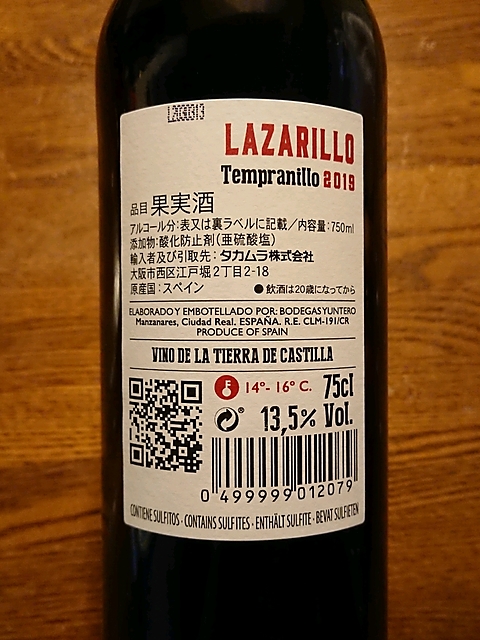 L2030313
LAZARILLO
Tempranillo 2019
品目 果実酒
アルコール分:表又は裏ラベルに記載/内容量:750ml
添加物:酸化防止剤(亜硫酸塩)
輸入者及び引取先:タカムラ株式会社
大阪市西区江戸堀2丁目2-18
原産国:スペイン ●飲酒は20歳になってから
ELABORADO Y EMBOTELLADO POR: BODEGAS YUNTERO
Manzanares, Ciudad Real. ESPAÑA. R.E. CLM-191/CR
PRODUCE OF SPAIN
VINO DE LA TIERRA DE CASTILLA
14º- 16º C. 75cl
13,5% Vol.
0 499999 012079
CONTIENE SULFITOS · CONTAINS SULFITES · ENTHÄLT SULFITE · BEVAT SULFIETEN